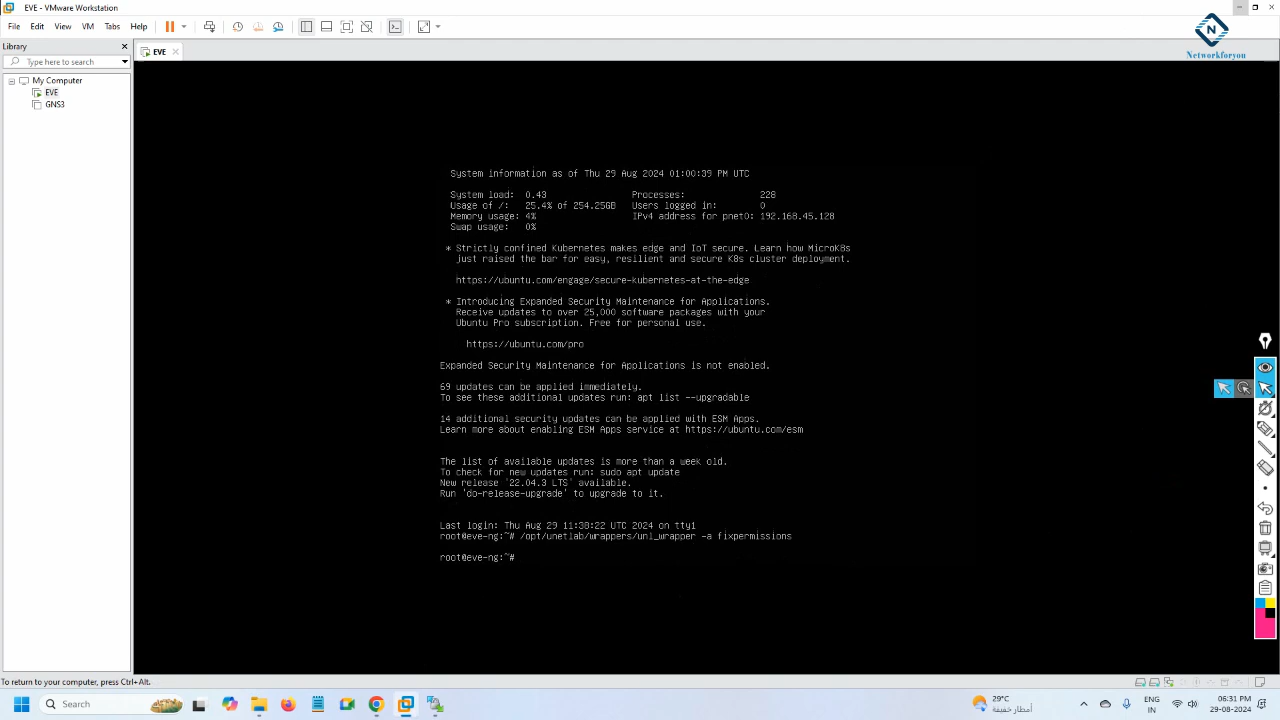 EVE - VMware Workstation
File Edit View VM Tabs Help
N
Networkforyou
Library
Type here to search
My Computer
EVE
GNS3
EVE
System information as of Thu 29 Aug 2024 01:00:39 PM UTC
System load: 0.43 Processes: 228
Usage of /: 25.4% of 254.25GB Users logged in: 0
Memory usage: 4% IPv4 address for pnet0: 192.168.45.128
Swap usage: 0%
* Strictly confined Kubernetes makes edge and IoT secure. Learn how MicroK8s
just raised the bar for easy, resilient and secure K8s cluster deployment.
https://ubuntu.com/engage/secure-kubernetes-at-the-edge
* Introducing Expanded Security Maintenance for Applications.
Receive updates to over 25,000 software packages with your
Ubuntu Pro subscription. Free for personal use.
https://ubuntu.com/pro
Expanded Security Maintenance for Applications is not enabled.
69 updates can be applied immediately.
To see these additional updates run: apt list --upgradable
14 additional security updates can be applied with ESM Apps.
Learn more about enabling ESM Apps service at https://ubuntu.com/esm
The list of available updates is more than a week old.
To check for new updates run: sudo apt update
New release '22.04.3 LTS' available.
Run 'do-release-upgrade' to upgrade to it.
Last login: Thu Aug 29 11:38:22 UTC 2024 on tty1
root@eve-ng:~# /opt/unetlab/wrappers/unl_wrapper -a fixpermissions
root@eve-ng:~#
To return to your computer, press Ctrl+Alt.
Search
29°C
أمطار خفيفة
ENG
IN
06:31 PM
29-08-2024